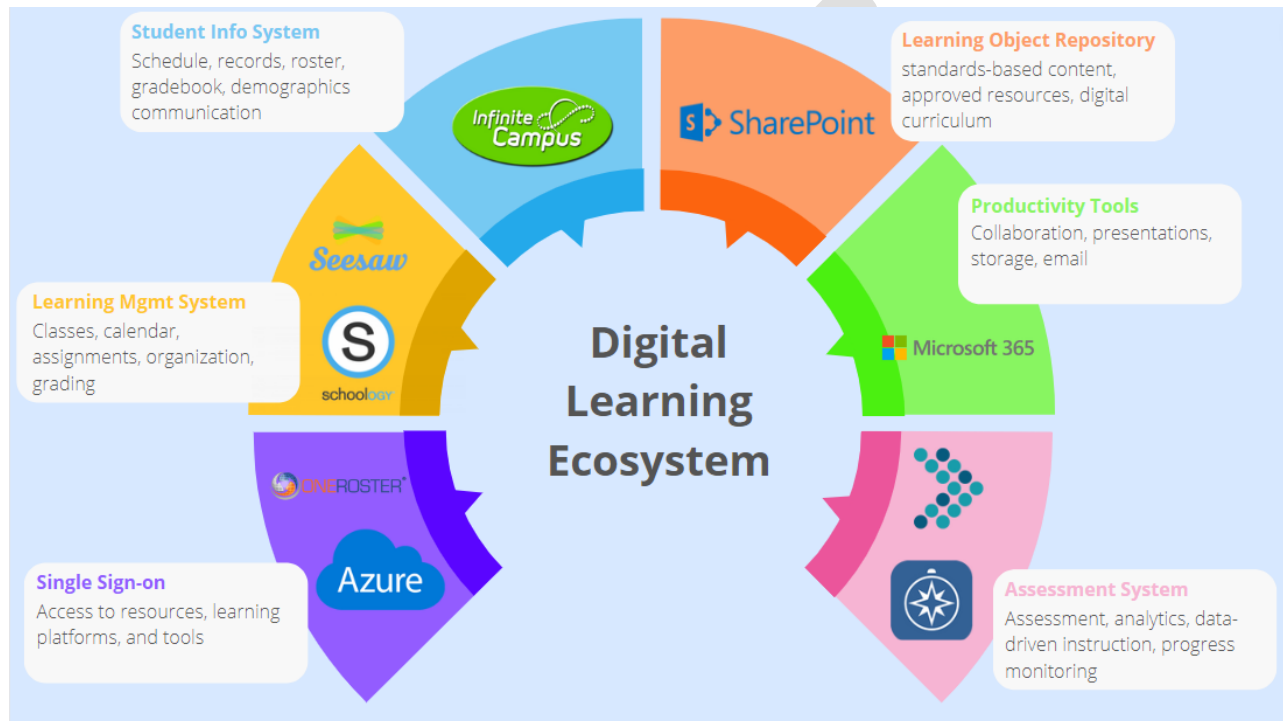 Student Info System
Schedule, records, roster,
gradebook, demographics
communication
Infinite
Campus
SharePoint
Learning Object Repository
standards-based content,
approved resources, digital
curriculum
Productivity Tools
Collaboration, presentations,
storage, email
Microsoft 365
Seesaw
Learning Mgmt System
Classes, calendar,
assignments, organization,
grading
S
schoology
Digital
Learning
Ecosystem
ONEROSTER
Azure
Single Sign-on
Access to resources, learning
platforms, and tools
Assessment System
Assessment, analytics, data-
driven instruction, progress
monitoring